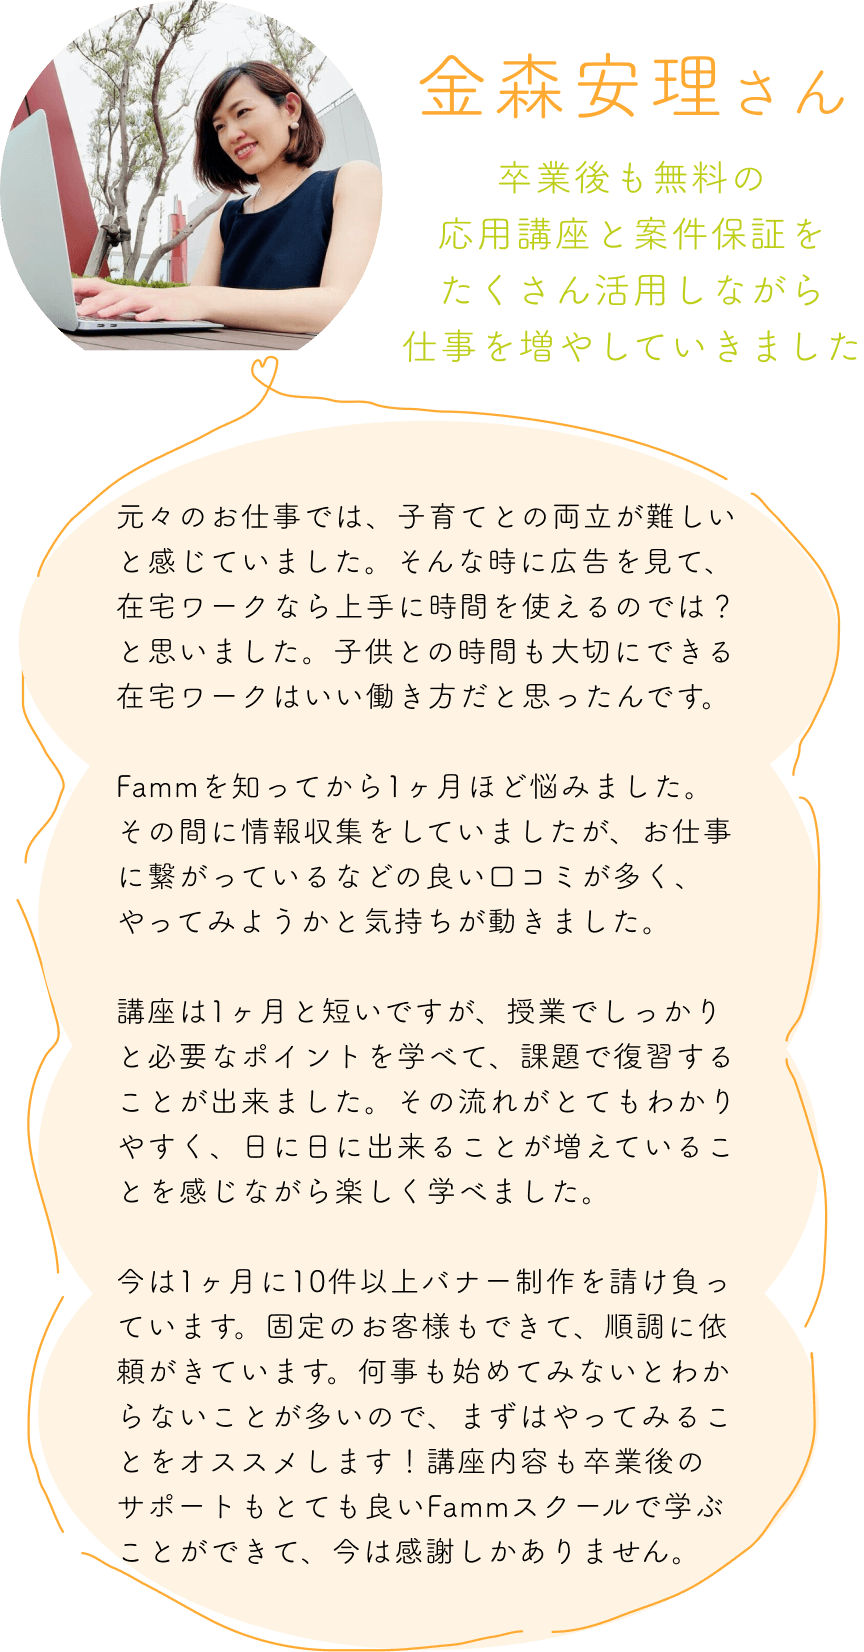 金森安理さん
卒業後も無料の
応用講座と案件保証を
たくさん活用しながら
仕事を増やしていきました
元々のお仕事では、子育てとの両立が難しい
と感じていました。そんな時に広告を見て、
在宅ワークなら上手に時間を使えるのでは？
と思いました。子供との時間も大切にできる
在宅ワークはいい働き方だと思ったんです。
Fammを知ってから1ヶ月ほど悩みました。
その間に情報収集をしていましたが、お仕事
に繋がっているなどの良い口コミが多く、
やってみようかと気持ちが動きました。
講座は1ヶ月と短いですが、授業でしっかり
と必要なポイントを学べて、課題で復習する
ことが出来ました。その流れがとてもわかり
やすく、日に日に出来ることが増えているこ
とを感じながら楽しく学べました。
今は1ヶ月に10件以上バナー制作を請け負っ
ています。固定のお客様もできて、順調に依
頼がきています。何事も始めてみないとわか
らないことが多いので、まずはやってみるこ
とをオススメします！講座内容も卒業後の
サポートもとても良いFammスクールで学ぶ
ことができて、今は感謝しかありません。